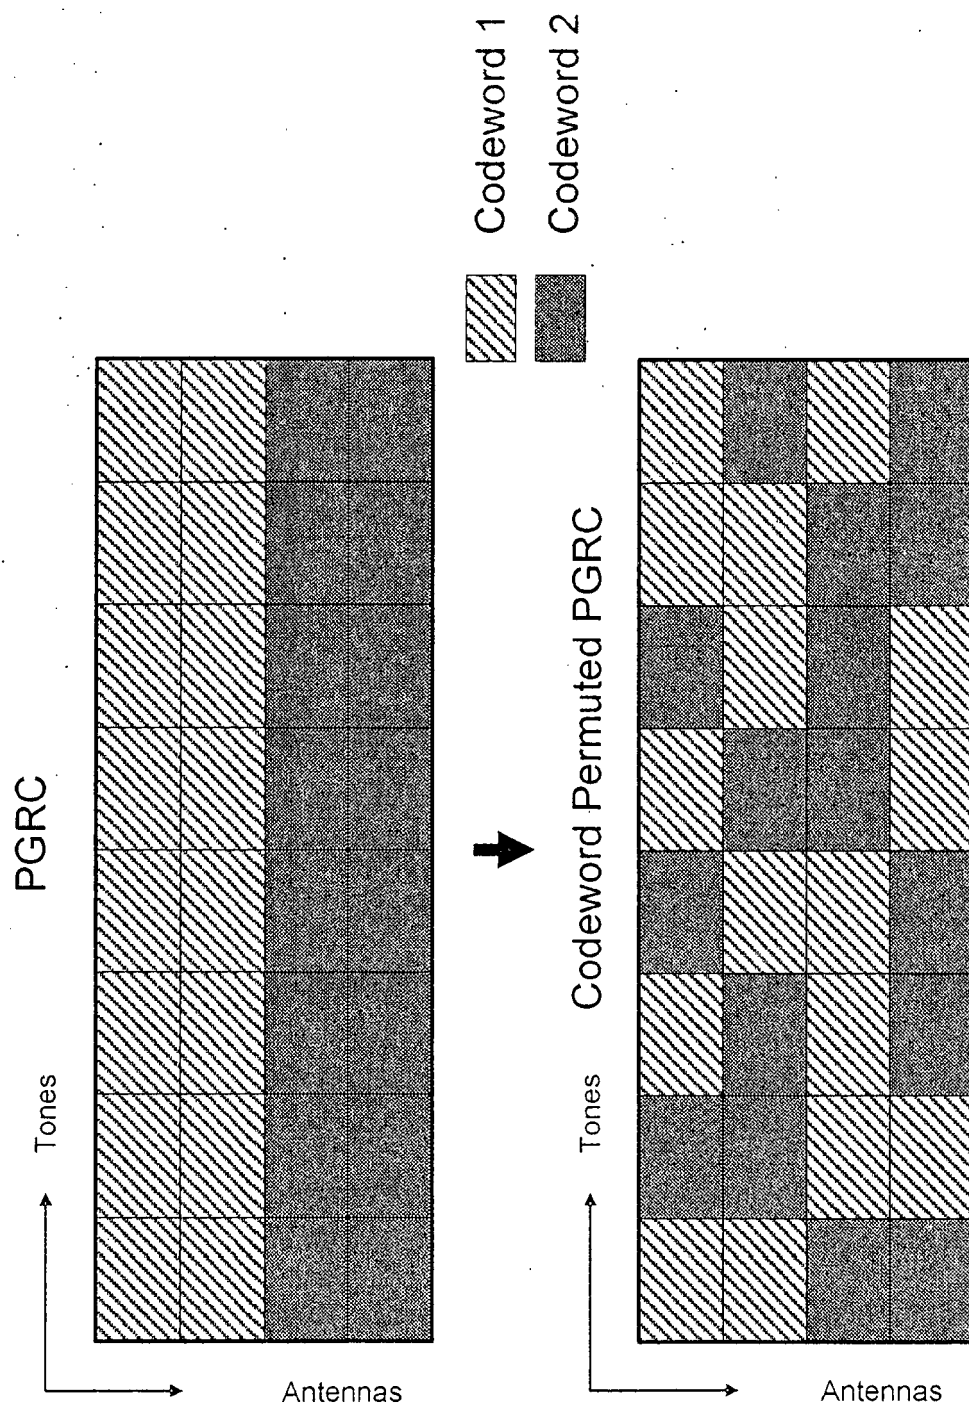 PGRC
Tones
Antennas
Codeword 1
Codeword 2
Codeword Permuted PGRC
Tones
Antennas